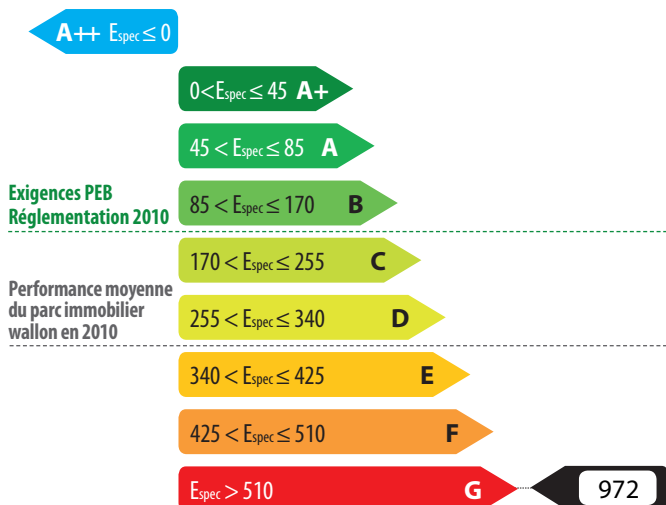 A++ Espec ≤ 0
0<Espec ≤ 45 A+
45 < Espec ≤ 85 A
Exigences PEB
Réglementation 2010
85 < Espec ≤ 170 B
170 < Espec ≤ 255 C
Performance moyenne
du parc immobilier
wallon en 2010
255 < Espec ≤ 340 D
340 < Espec ≤ 425 E
425 < Espec ≤ 510 F
Espec > 510 G 972